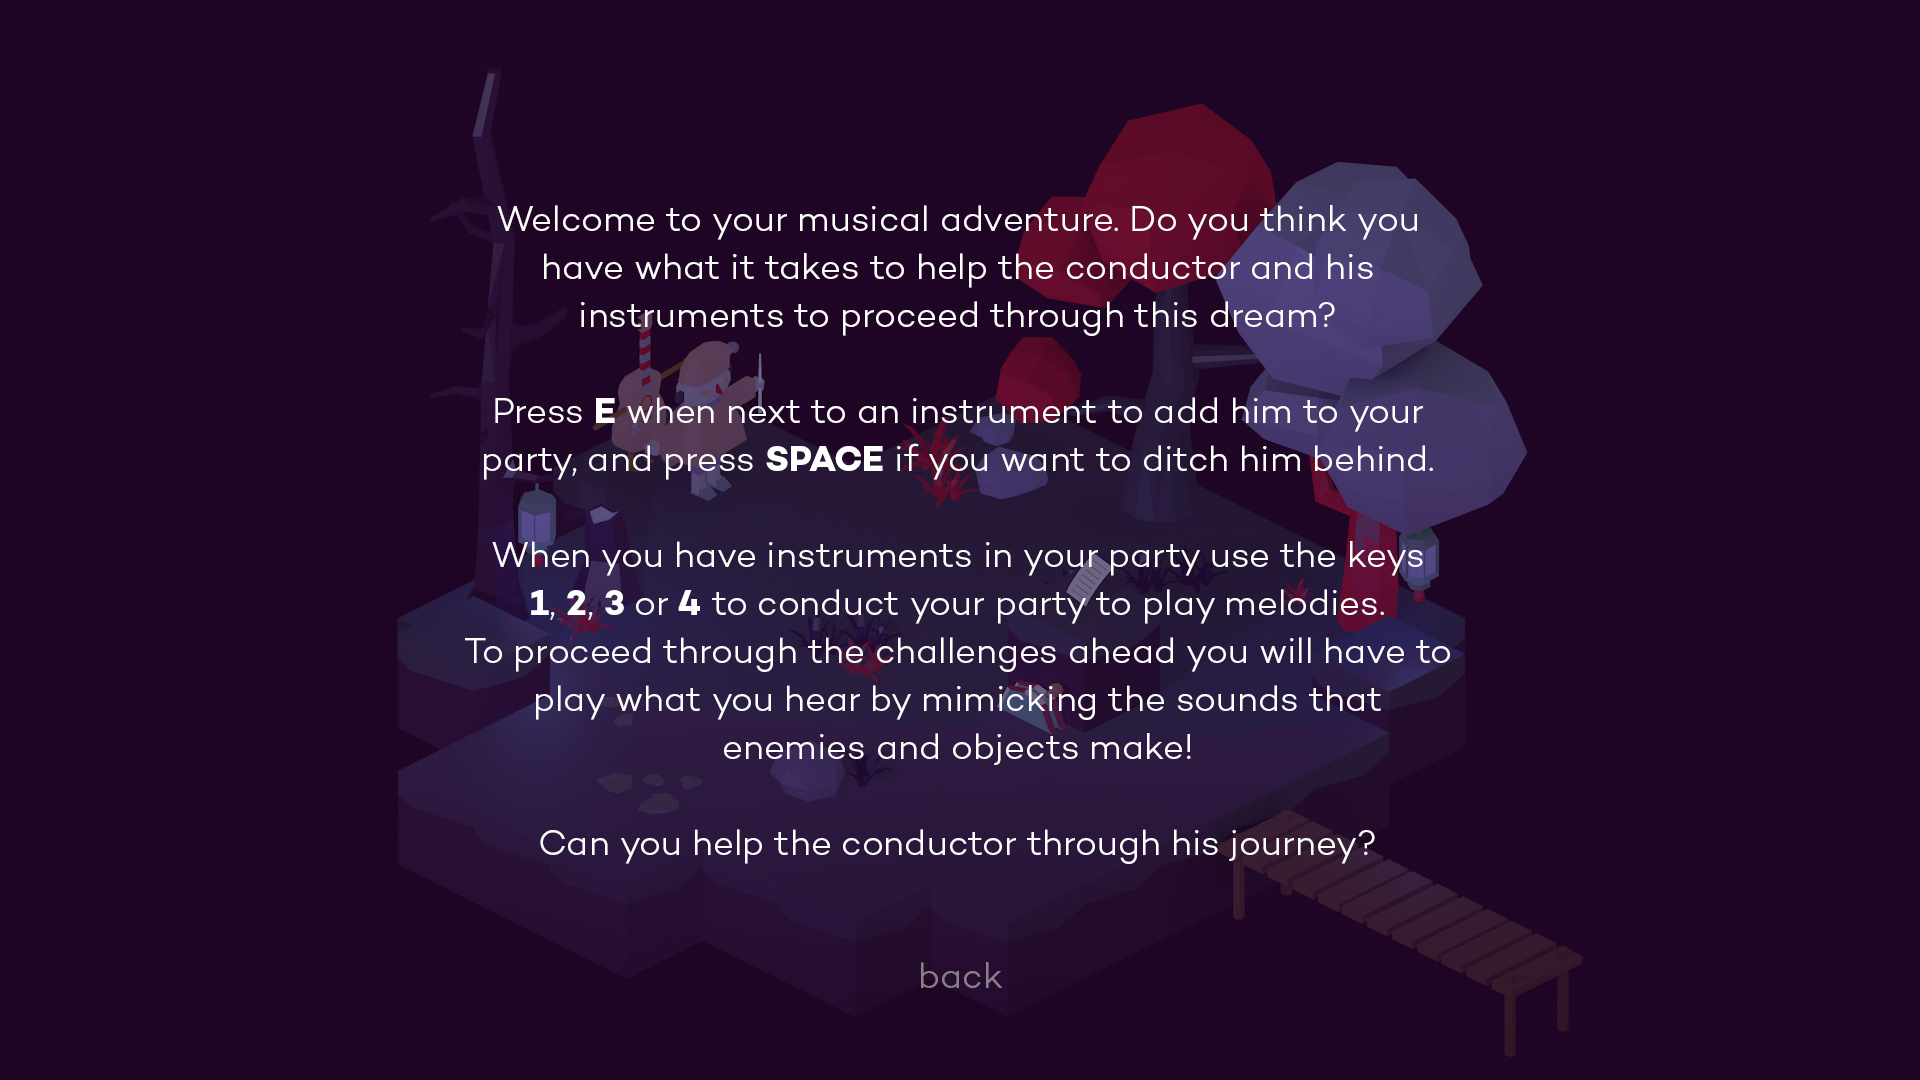 Welcome to your musical adventure. Do you think you
have what it takes to help the conductor and his
instruments to proceed through this dream?
Press E when next to an instrument to add him to your
party, and press SPACE if you want to ditch him behind.
When you have instruments in your party use the keys
1, 2, 3 or 4 to conduct your party to play melodies.
To proceed through the challenges ahead you will have to
play what you hear by mimicking the sounds that
enemies and objects make!
Can you help the conductor through his journey?
back